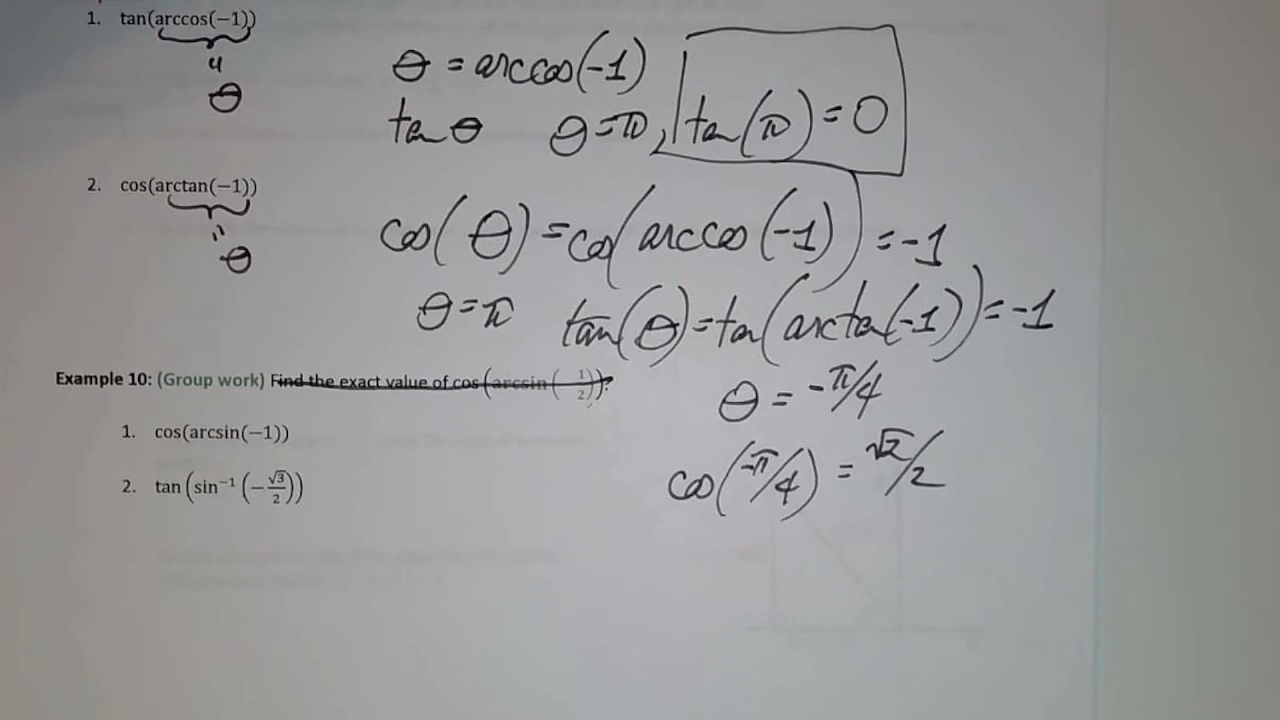 1. tan(arccos(−1))
θ
θ = arccos(-1)
tan θ θ=π, tan(π)=0
2. cos(arctan(−1))
θ
cos(θ)=cos(arccos(-1))=-1
θ=π tan(θ)=tan(arctan(-1))=-1
θ = -π/4
cos(-π/4) = √2/2
Example 10: (Group work) Find the exact value of cos(arcsin(−1/2))?
1. cos(arcsin(−1))
2. tan(sin⁻¹(−√3/2))